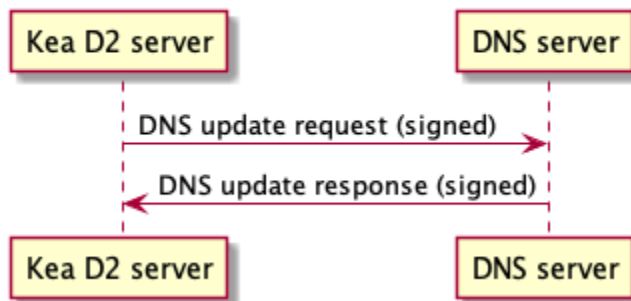 Kea D2 server
DNS server
DNS update request (signed)
DNS update response (signed)
Kea D2 server
DNS server